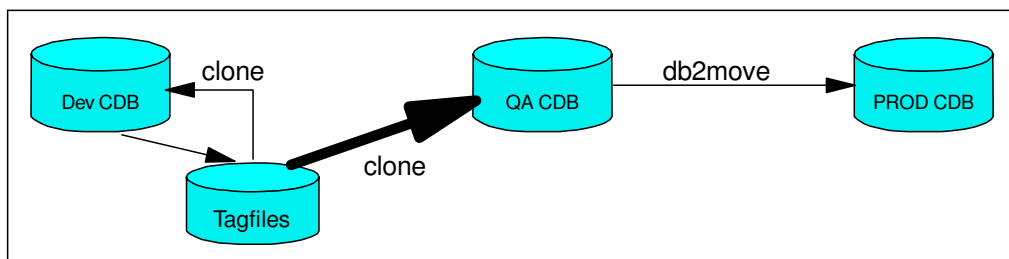 clone
Dev CDB
QA CDB
db2move
PROD CDB
clone
Tagfiles